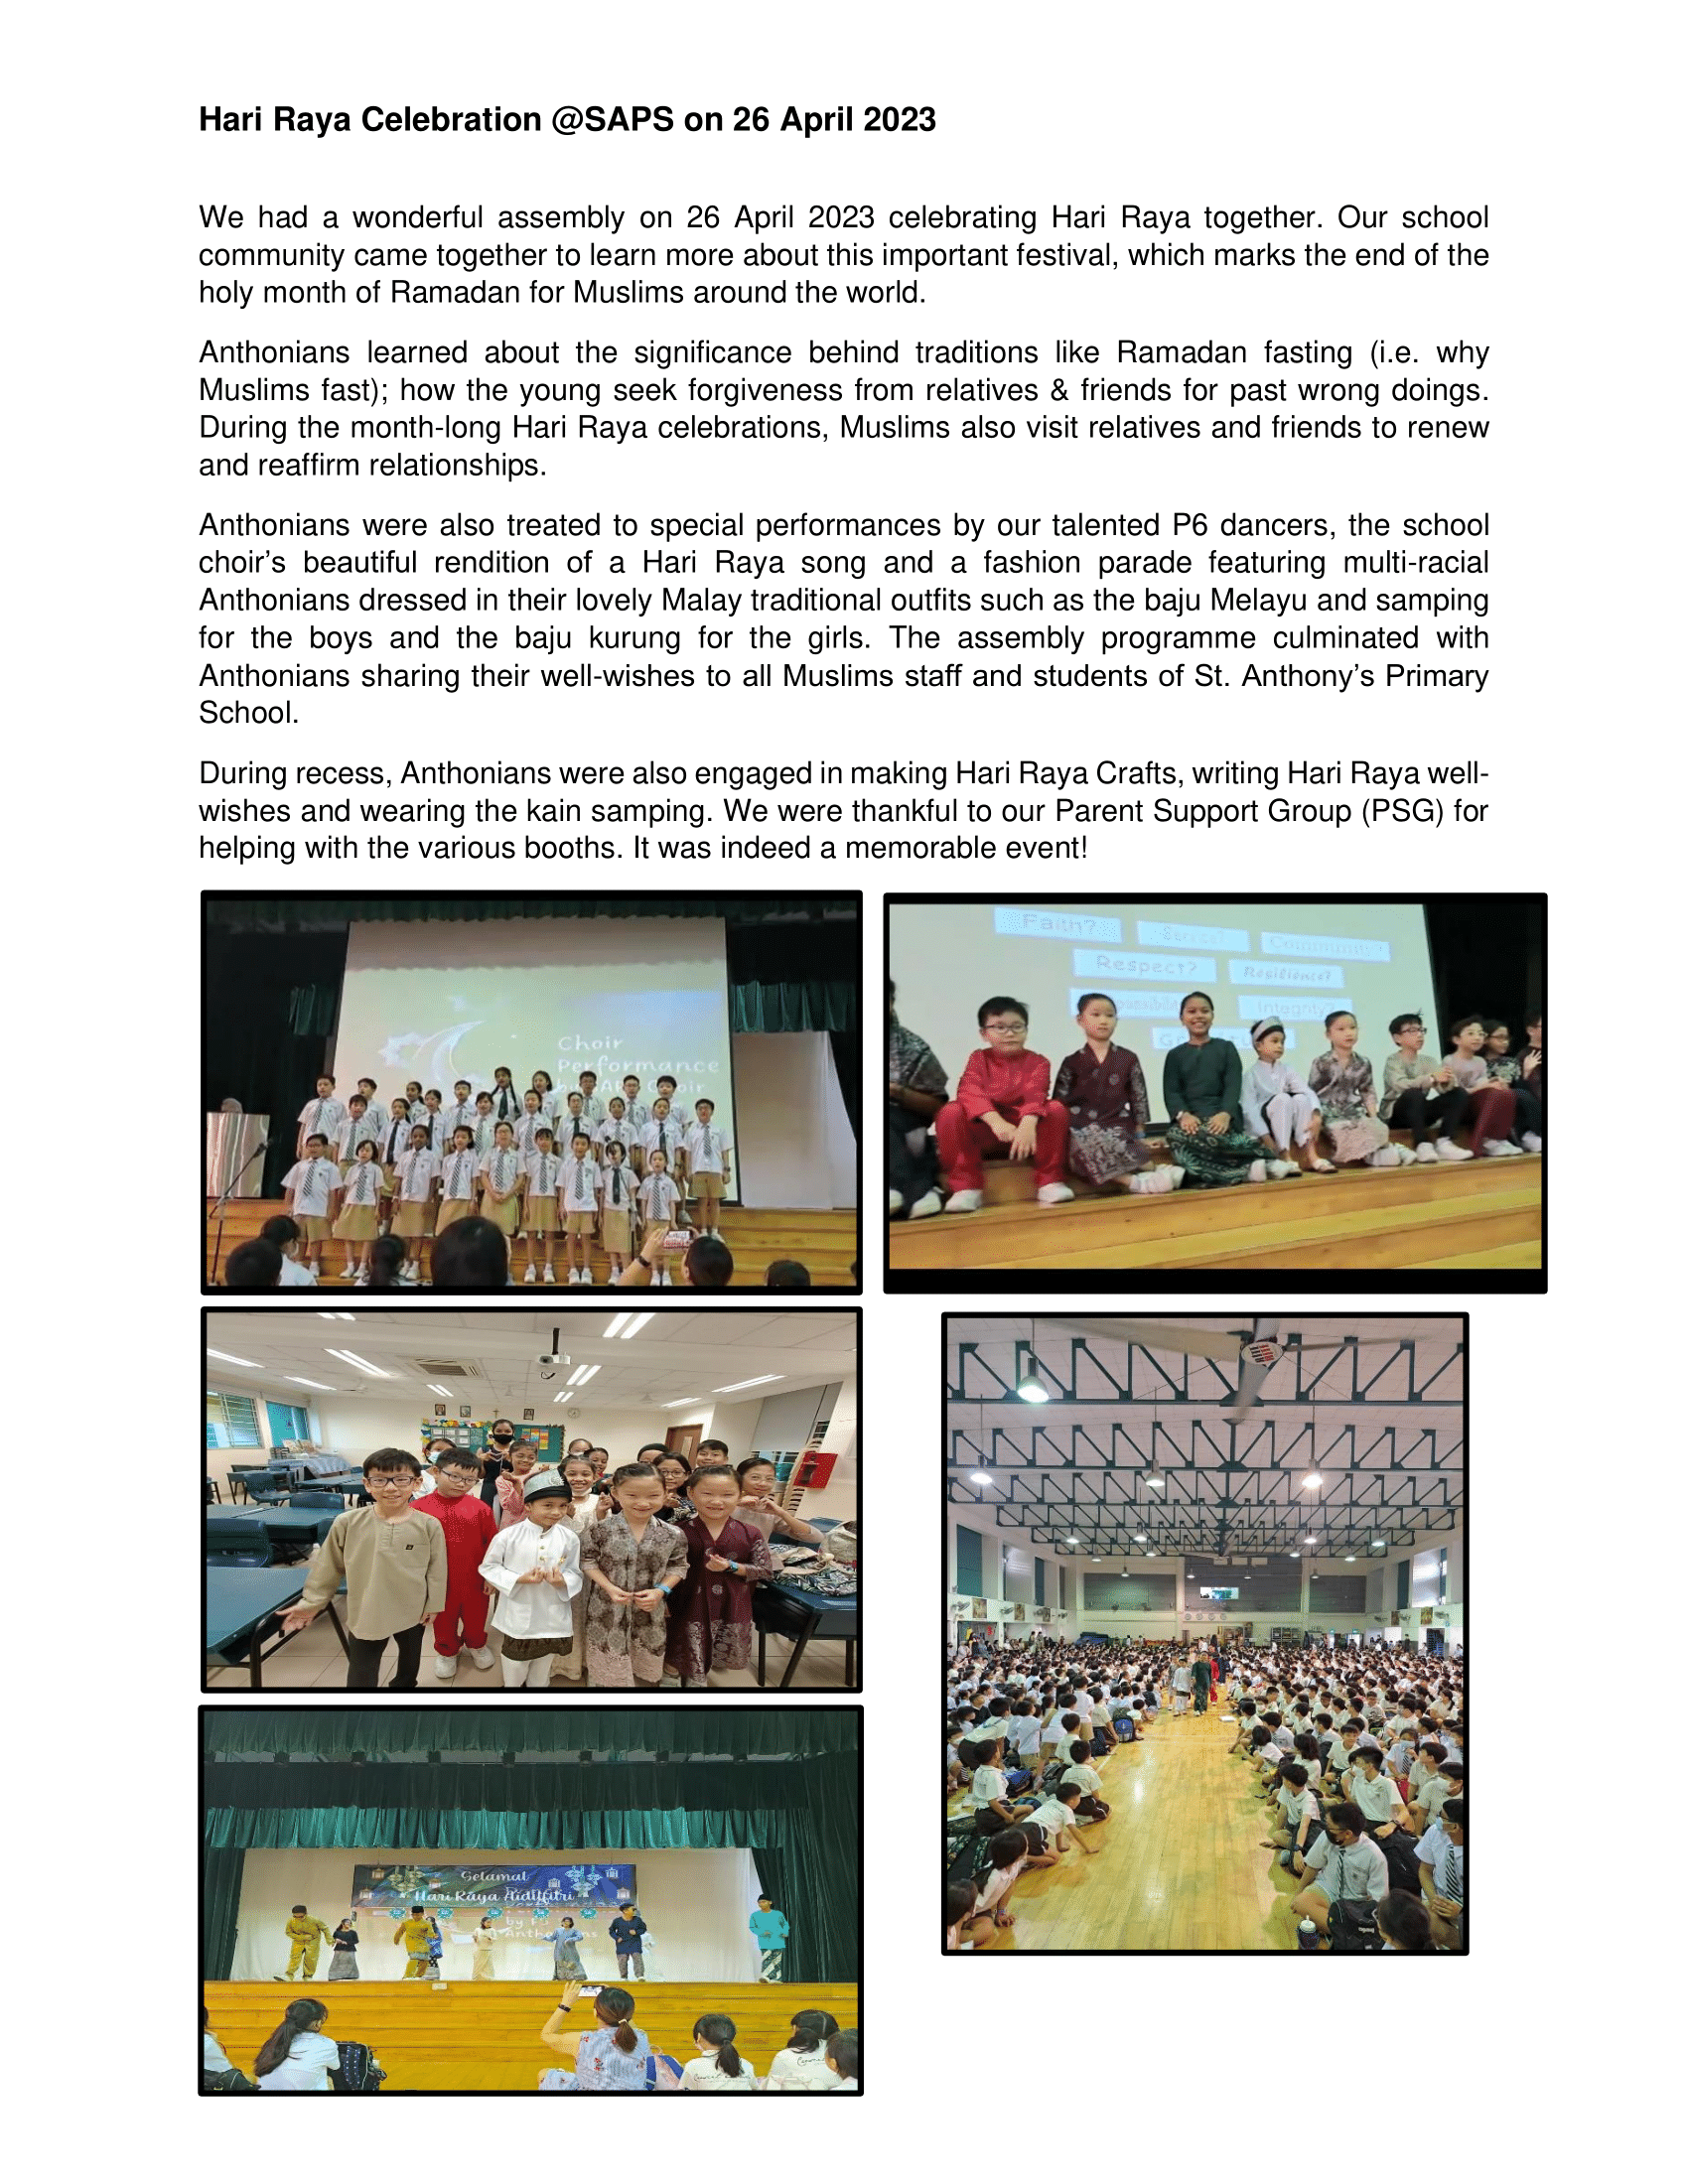 Hari Raya Celebration @SAPS on 26 April 2023
We had a wonderful assembly on 26 April 2023 celebrating Hari Raya together. Our school
community came together to learn more about this important festival, which marks the end of the
holy month of Ramadan for Muslims around the world.
Anthonians learned about the significance behind traditions like Ramadan fasting (i.e. why
Muslims fast); how the young seek forgiveness from relatives & friends for past wrong doings.
During the month-long Hari Raya celebrations, Muslims also visit relatives and friends to renew
and reaffirm relationships.
Anthonians were also treated to special performances by our talented P6 dancers, the school
choir’s beautiful rendition of a Hari Raya song and a fashion parade featuring multi-racial
Anthonians dressed in their lovely Malay traditional outfits such as the baju Melayu and samping
for the boys and the baju kurung for the girls. The assembly programme culminated with
Anthonians sharing their well-wishes to all Muslims staff and students of St. Anthony’s Primary
School.
During recess, Anthonians were also engaged in making Hari Raya Crafts, writing Hari Raya well-
wishes and wearing the kain samping. We were thankful to our Parent Support Group (PSG) for
helping with the various booths. It was indeed a memorable event!
Choir
Performance
Choir
Faith?
Respect?
Resilience?
Integrity?
Selamat
Hari Raya Aidilfitri
by